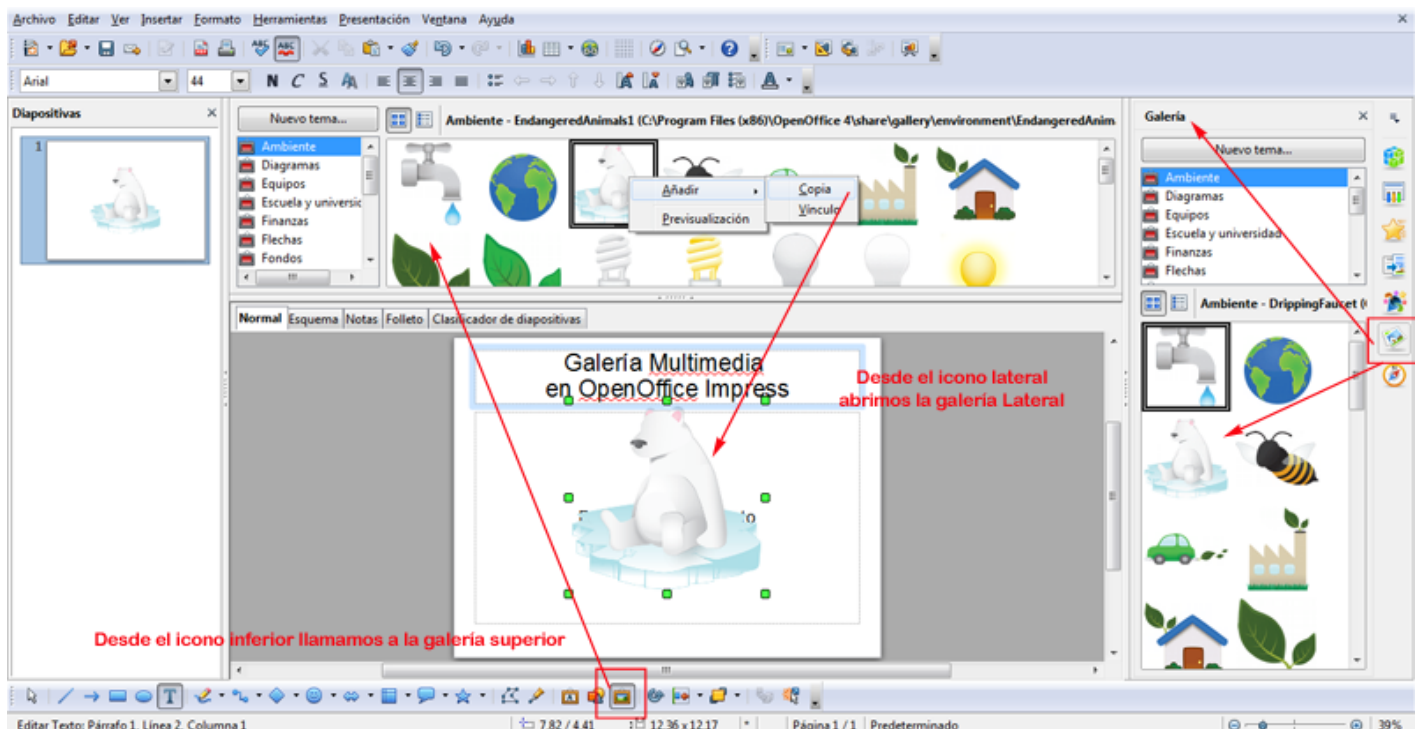 Archivo Editar Ver Insertar Formato Herramientas Presentación Ventana Ayuda
Arial 44 N C S
Diapositivas
1
Nuevo tema...
Ambiente - EndangeredAnimals1 (C:\Program Files (x86)\OpenOffice 4\share\gallery\environment\EndangeredAnim
Ambiente
Diagramas
Equipos
Escuela y universic
Finanzas
Flechas
Fondos
Añadir
Previsualización
Copia
Vínculo
Normal Esquema Notas Folleto Clasificador de diapositivas
Galería Multimedia
en OpenOffice Impress
Desde el icono lateral
abrimos la galería Lateral
Desde el icono inferior llamamos a la galería superior
Galería
Nuevo tema...
Ambiente
Diagramas
Equipos
Escuela y universidad
Finanzas
Flechas
Ambiente - DrippingFaucet (
Editar Texto: Párrafo 1, Línea 2, Columna 1 7,82 / 4,41 12,36 x 12,17 * Página 1 / 1 Predeterminado 39%